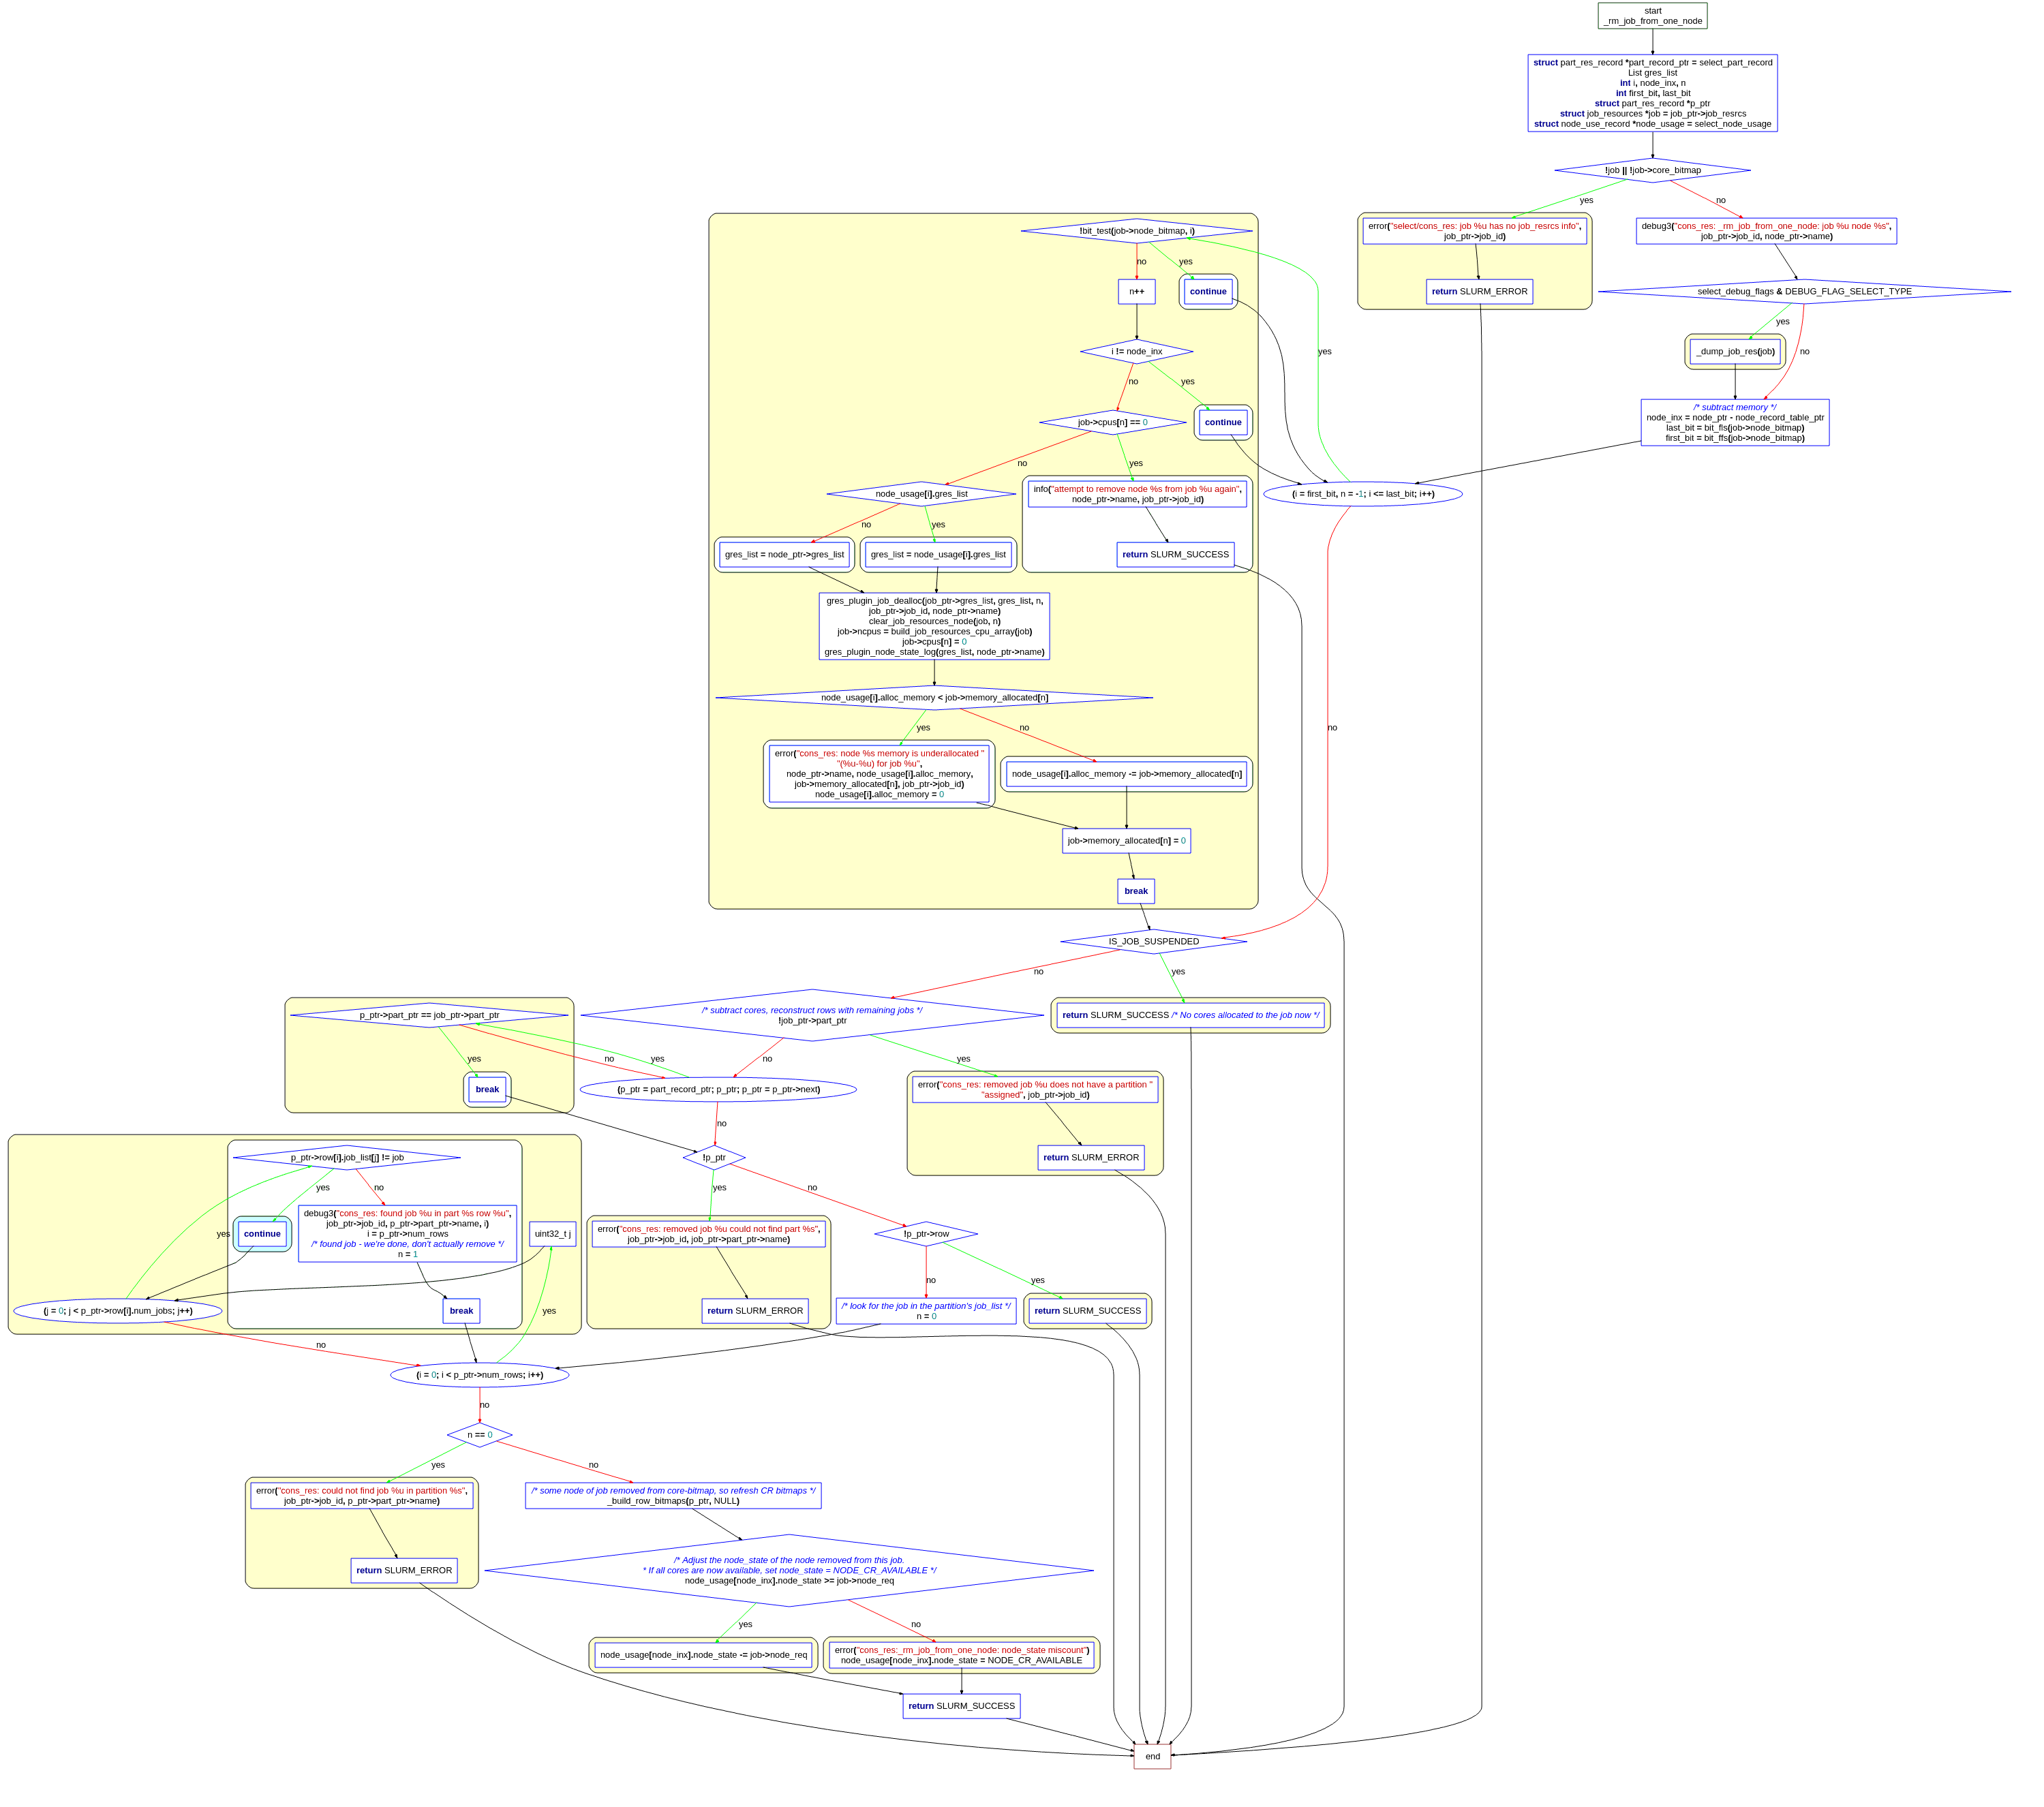 start
_rm_job_from_one_node
struct part_res_record *part_record_ptr = select_part_record
List gres_list
int i, node_inx, n
int first_bit, last_bit
struct part_res_record *p_ptr
struct job_resources *job = job_ptr->job_resrcs
struct node_use_record *node_usage = select_node_usage
!job || !job->core_bitmap
yes
no
error("select/cons_res: job %u has no job_resrcs info",
job_ptr->job_id)
return SLURM_ERROR
debug3("cons_res: _rm_job_from_one_node: job %u node %s",
job_ptr->job_id, node_ptr->name)
select_debug_flags & DEBUG_FLAG_SELECT_TYPE
yes
no
_dump_job_res(job)
/* subtract memory */
node_inx = node_ptr - node_record_table_ptr
last_bit = bit_fls(job->node_bitmap)
first_bit = bit_ffs(job->node_bitmap)
(i = first_bit, n = -1; i <= last_bit; i++)
yes
no
!bit_test(job->node_bitmap, i)
no
yes
n++
continue
i != node_inx
no
yes
job->cpus[n] == 0
continue
no
yes
node_usage[i].gres_list
info("attempt to remove node %s from job %u again",
node_ptr->name, job_ptr->job_id)
return SLURM_SUCCESS
no
yes
gres_list = node_ptr->gres_list
gres_list = node_usage[i].gres_list
gres_plugin_job_dealloc(job_ptr->gres_list, gres_list, n,
job_ptr->job_id, node_ptr->name)
clear_job_resources_node(job, n)
job->ncpus = build_job_resources_cpu_array(job)
job->cpus[n] = 0
gres_plugin_node_state_log(gres_list, node_ptr->name)
node_usage[i].alloc_memory < job->memory_allocated[n]
yes
no
error("cons_res: node %s memory is underallocated "
"(%u-%u) for job %u",
node_ptr->name, node_usage[i].alloc_memory,
job->memory_allocated[n], job_ptr->job_id)
node_usage[i].alloc_memory = 0
node_usage[i].alloc_memory -= job->memory_allocated[n]
job->memory_allocated[n] = 0
break
IS_JOB_SUSPENDED
no
yes
return SLURM_SUCCESS /* No cores allocated to the job now */
/* subtract cores, reconstruct rows with remaining jobs */
!job_ptr->part_ptr
no
yes
p_ptr->part_ptr == job_ptr->part_ptr
yes
no
yes
break
(p_ptr = part_record_ptr; p_ptr; p_ptr = p_ptr->next)
no
error("cons_res: removed job %u does not have a partition "
"assigned", job_ptr->job_id)
return SLURM_ERROR
!p_ptr
yes
no
error("cons_res: removed job %u could not find part %s",
job_ptr->job_id, job_ptr->part_ptr->name)
return SLURM_ERROR
!p_ptr->row
no
yes
/* look for the job in the partition's job_list */
n = 0
return SLURM_SUCCESS
p_ptr->row[i].job_list[j] != job
yes
no
yes
continue
debug3("cons_res: found job %u in part %s row %u",
job_ptr->job_id, p_ptr->part_ptr->name, i)
i = p_ptr->num_rows
/* found job - we're done, don't actually remove */
n = 1
uint32_t j
(j = 0; j < p_ptr->row[i].num_jobs; j++)
break
yes
no
(i = 0; i < p_ptr->num_rows; i++)
no
n == 0
yes
no
error("cons_res: could not find job %u in partition %s",
job_ptr->job_id, p_ptr->part_ptr->name)
return SLURM_ERROR
/* some node of job removed from core-bitmap, so refresh CR bitmaps */
_build_row_bitmaps(p_ptr, NULL)
/* Adjust the node_state of the node removed from this job.
* If all cores are now available, set node_state = NODE_CR_AVAILABLE */
node_usage[node_inx].node_state >= job->node_req
yes
no
node_usage[node_inx].node_state -= job->node_req
error("cons_res:_rm_job_from_one_node: node_state miscount")
node_usage[node_inx].node_state = NODE_CR_AVAILABLE
return SLURM_SUCCESS
end